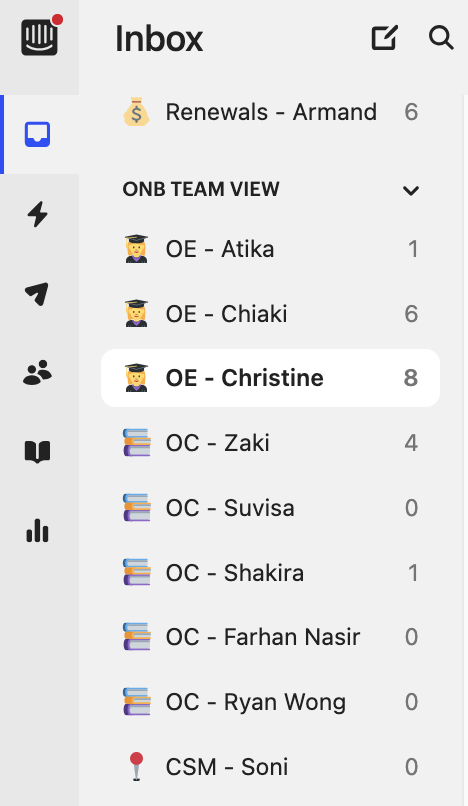 Inbox
Renewals - Armand 6
ONB TEAM VIEW
OE - Atika 1
OE - Chiaki 6
OE - Christine 8
OC - Zaki 4
OC - Suvisa 0
OC - Shakira 1
OC - Farhan Nasir 0
OC - Ryan Wong 0
CSM - Soni 0